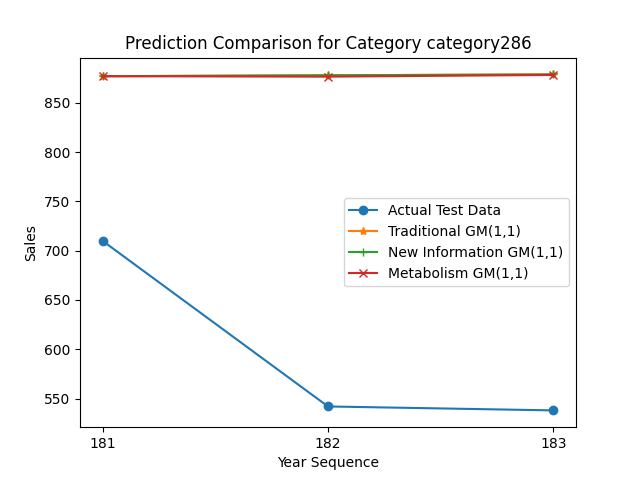 Prediction Comparison for Category category286
850
800
750
700
650
600
550
Sales
Actual Test Data
Traditional GM(1,1)
New Information GM(1,1)
Metabolism GM(1,1)
181
182
183
Year Sequence